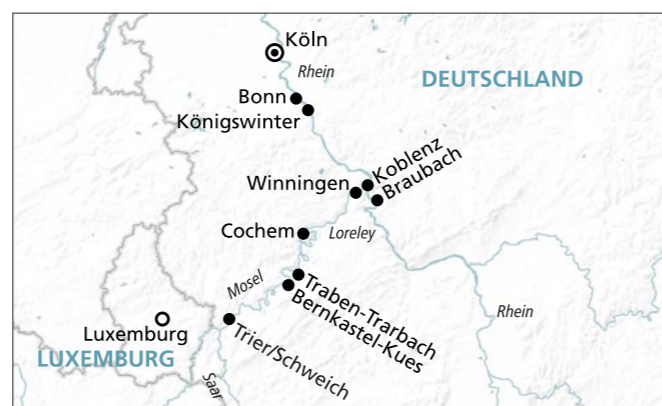 Köln
Rhein
DEUTSCHLAND
Bonn
Königswinter
Koblenz
Braubach
Winningen
Cochem
Loreley
Mosel
Traben-Trarbach
Bernkastel-Kues
Rhein
Luxemburg
Trier/Schweich
LUXEMBURG
Saar